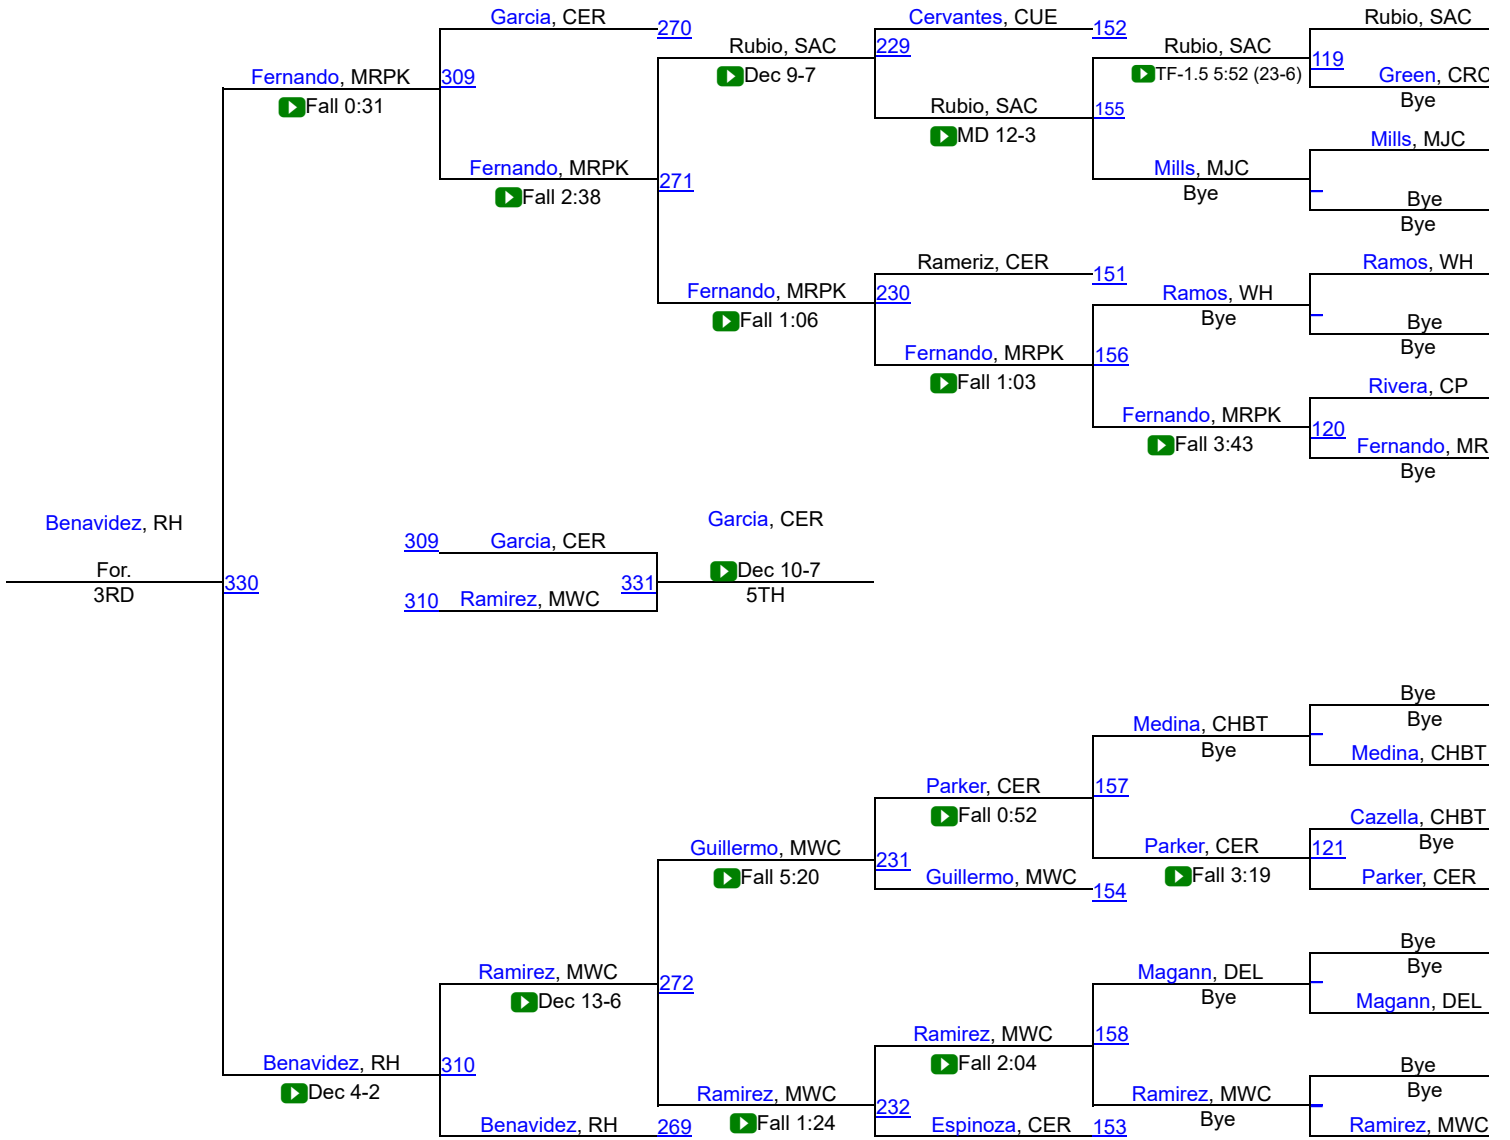 Garcia, CER
270
Cervantes, CUE
152
Rubio, SAC
Rubio, SAC
229
Rubio, SAC
119
Dec 9-7
TF-1.5 5:52 (23-6)
Green, CRC
Bye
Fernando, MRPK
309
Fall 0:31
Rubio, SAC
155
MD 12-3
Mills, MJC
Fernando, MRPK
271
Fall 2:38
Mills, MJC
Bye
Bye
Bye
Rameriz, CER
151
Ramos, WH
Fernando, MRPK
230
Fall 1:06
Ramos, WH
Bye
Bye
Bye
Fernando, MRPK
156
Fall 1:03
Rivera, CP
Fernando, MRPK
120
Fall 3:43
Fernando, MR
Bye
Benavidez, RH
For.
3RD
330
309
Garcia, CER
310
Ramirez, MWC
331
Garcia, CER
Dec 10-7
5TH
Bye
Bye
Medina, CHBT
Bye
Medina, CHBT
Parker, CER
157
Fall 0:52
Cazella, CHBT
Bye
Guillermo, MWC
231
Fall 5:20
Parker, CER
121
Fall 3:19
Guillermo, MWC
154
Parker, CER
Bye
Bye
Ramirez, MWC
272
Dec 13-6
Magann, DEL
Bye
Magann, DEL
Ramirez, MWC
158
Fall 2:04
Benavidez, RH
310
Dec 4-2
Bye
Bye
Ramirez, MWC
232
Fall 1:24
Ramirez, MWC
Bye
Benavidez, RH
269
Espinoza, CER
153
Ramirez, MWC